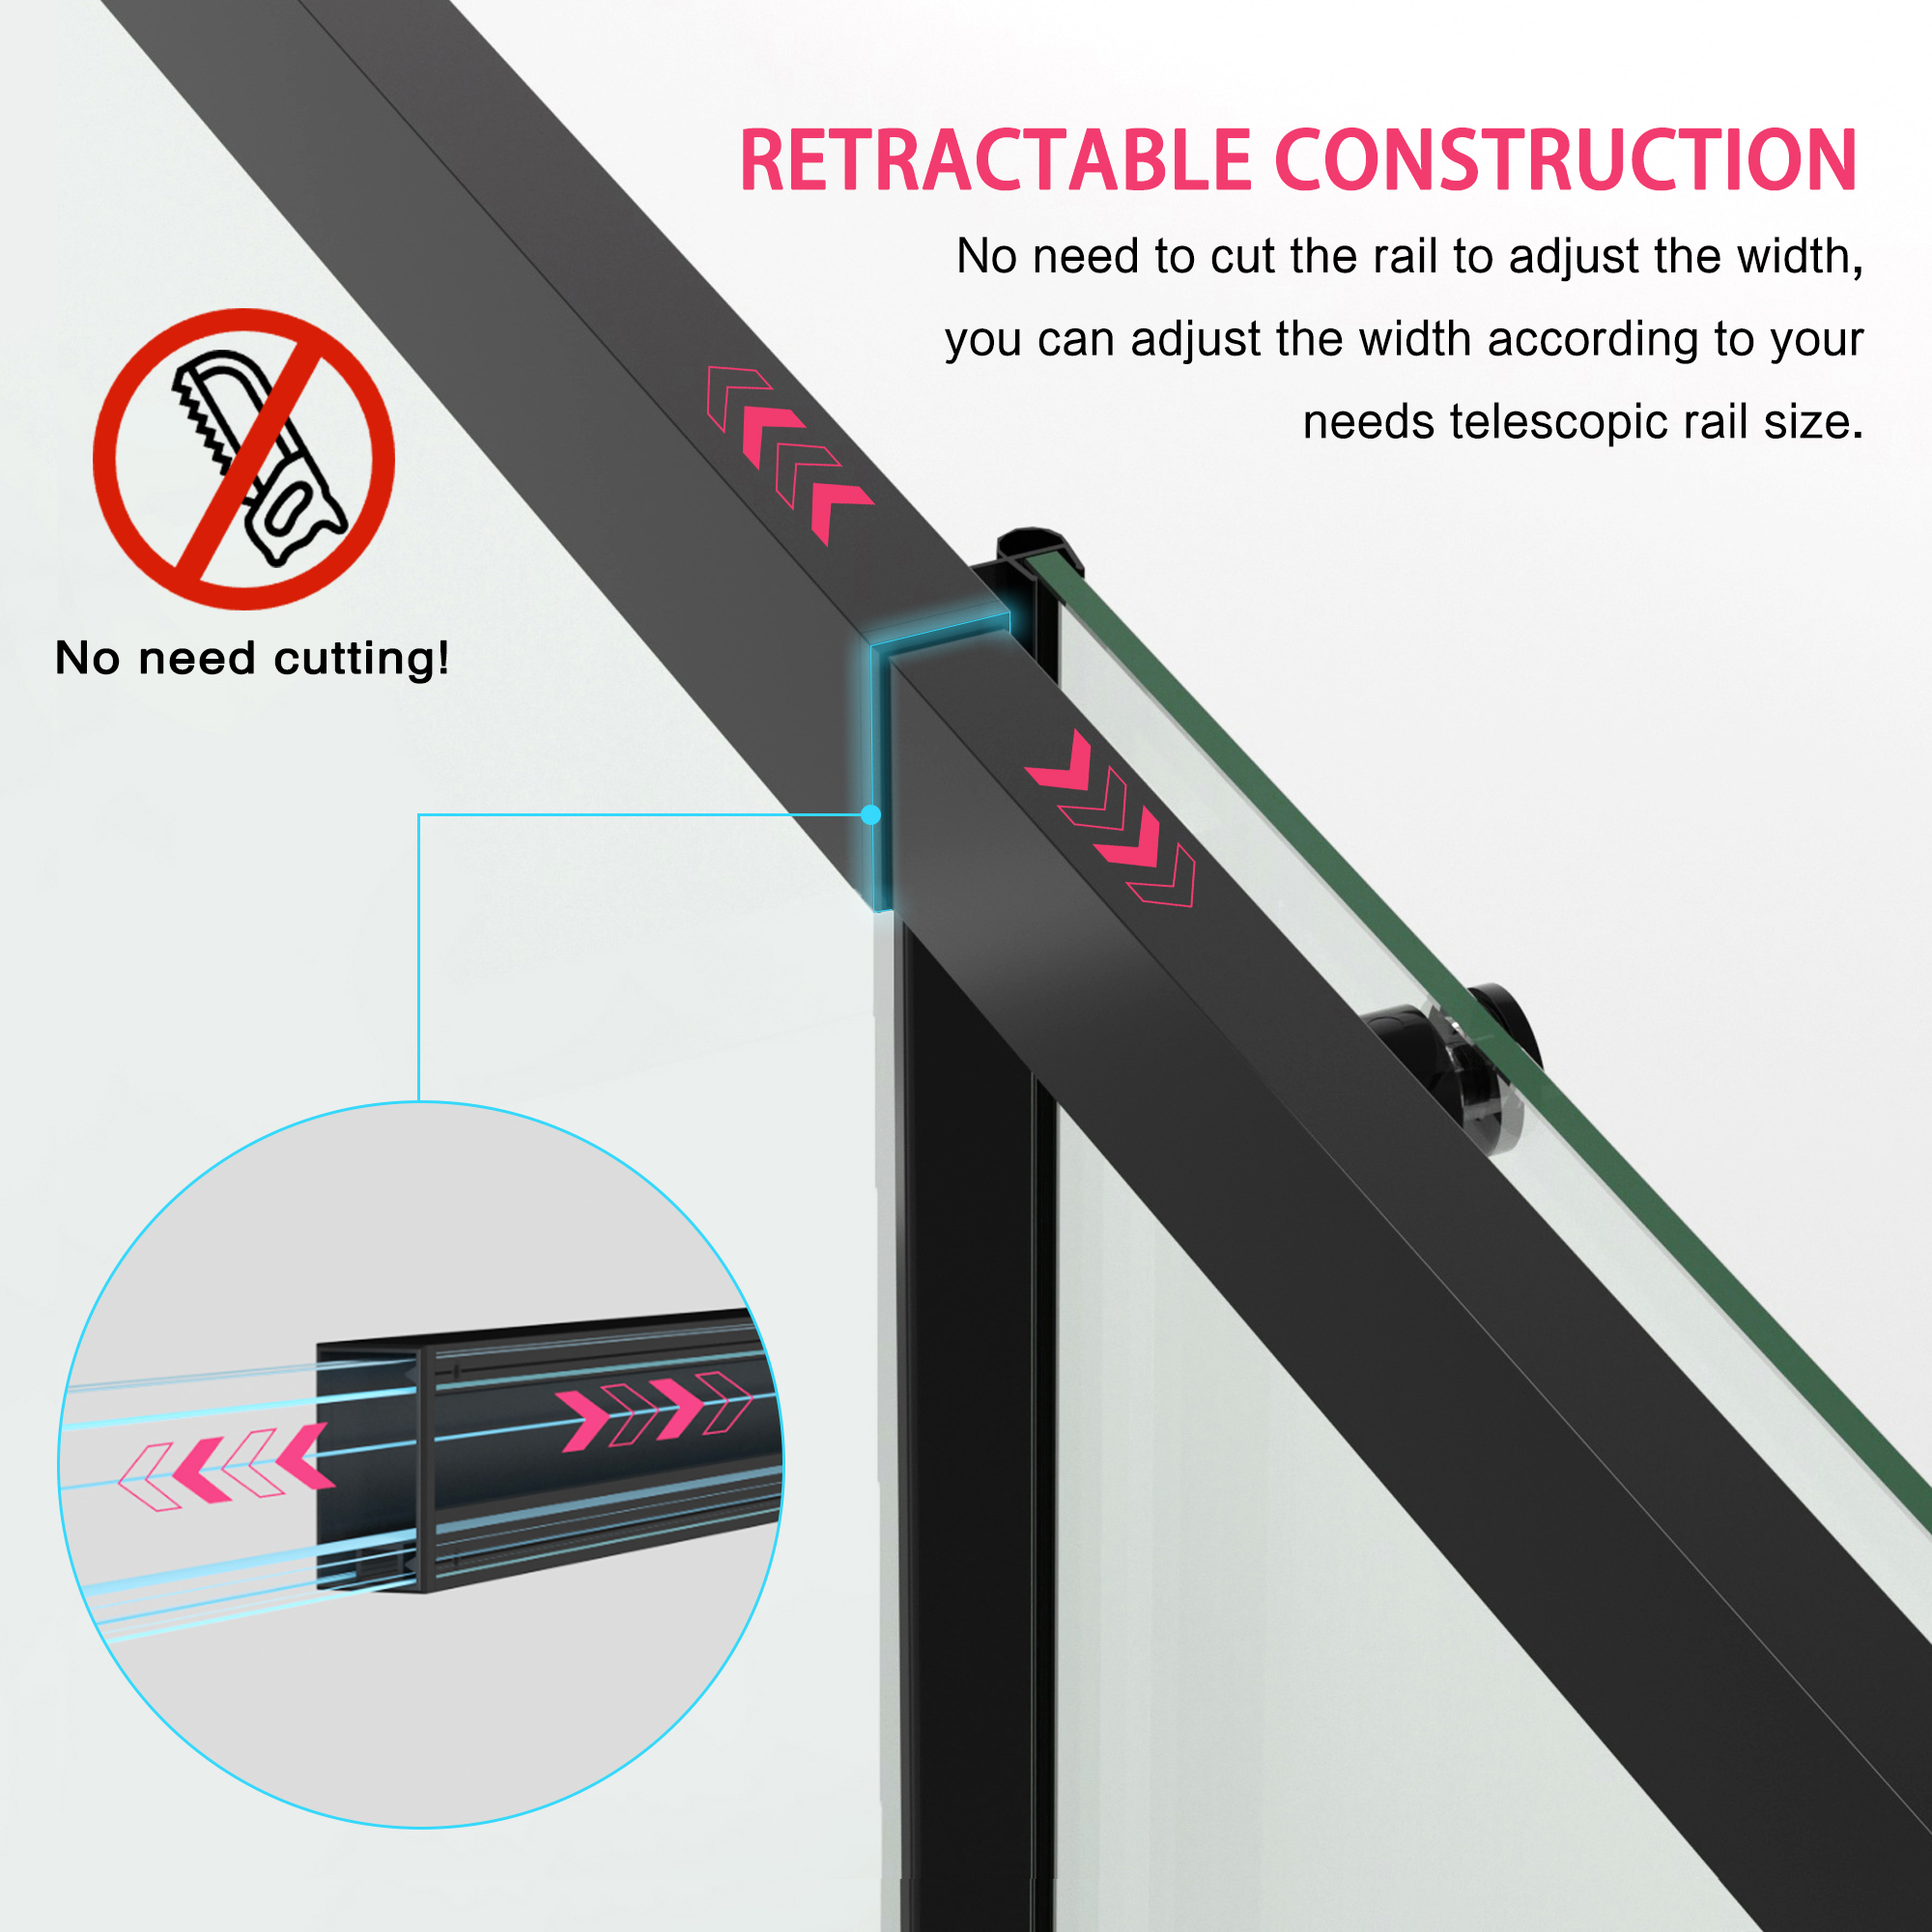 RETRACTABLE CONSTRUCTION
No need to cut the rail to adjust the width,
you can adjust the width according to your
needs telescopic rail size.
No need cutting!